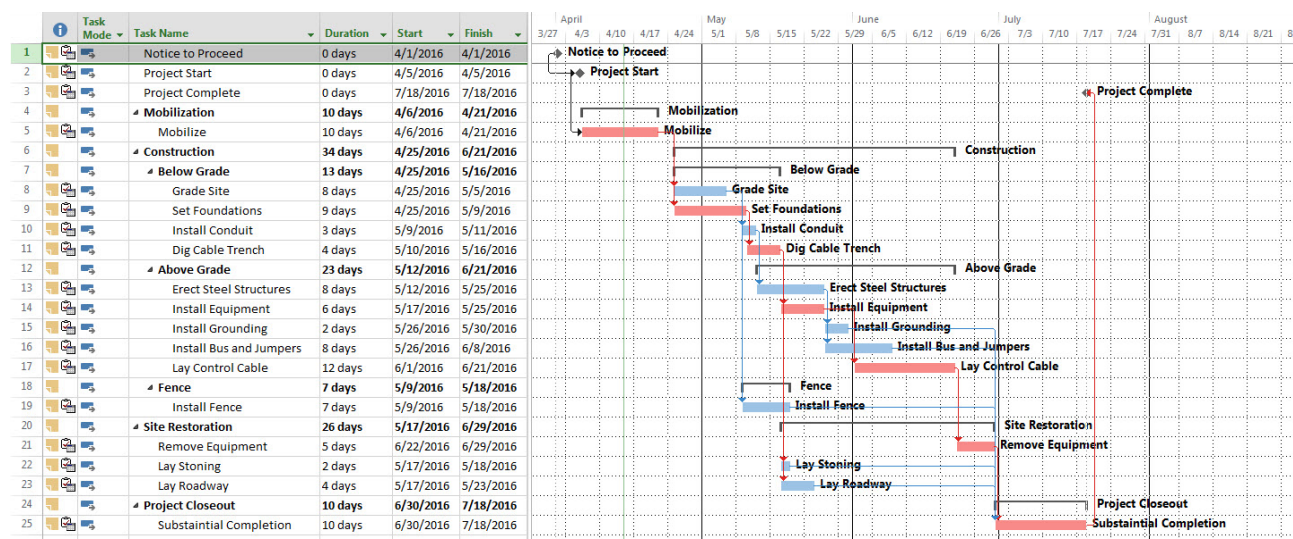 April May June July August
Task Mode Task Name Duration Start Finish 3/27 4/3 4/10 4/17 4/24 5/1 5/8 5/15 5/22 5/29 6/5 6/12 6/19 6/26 7/3 7/10 7/17 7/24 7/31 8/7 8/14 8/21 8
1 Notice to Proceed 0 days 4/1/2016 4/1/2016 Notice to Proceed
2 Project Start 0 days 4/5/2016 4/5/2016 Project Start
3 Project Complete 0 days 7/18/2016 7/18/2016 Project Complete
4 Mobilization 10 days 4/6/2016 4/21/2016 Mobilization
5 Mobilize 10 days 4/6/2016 4/21/2016 Mobilize
6 Construction 34 days 4/25/2016 6/21/2016 Construction
7 Below Grade 13 days 4/25/2016 5/16/2016 Below Grade
8 Grade Site 8 days 4/25/2016 5/5/2016 Grade Site
9 Set Foundations 9 days 4/25/2016 5/9/2016 Set Foundations
10 Install Conduit 3 days 5/9/2016 5/11/2016 Install Conduit
11 Dig Cable Trench 4 days 5/10/2016 5/16/2016 Dig Cable Trench
12 Above Grade 23 days 5/12/2016 6/21/2016 Above Grade
13 Erect Steel Structures 8 days 5/12/2016 5/25/2016 Erect Steel Structures
14 Install Equipment 6 days 5/17/2016 5/25/2016 Install Equipment
15 Install Grounding 2 days 5/26/2016 5/30/2016 Install Grounding
16 Install Bus and Jumpers 8 days 5/26/2016 6/8/2016 Install Bus and Jumpers
17 Lay Control Cable 12 days 6/1/2016 6/21/2016 Lay Control Cable
18 Fence 7 days 5/9/2016 5/18/2016 Fence
19 Install Fence 7 days 5/9/2016 5/18/2016 Install Fence
20 Site Restoration 26 days 5/17/2016 6/29/2016 Site Restoration
21 Remove Equipment 5 days 6/22/2016 6/29/2016 Remove Equipment
22 Lay Stoning 2 days 5/17/2016 5/18/2016 Lay Stoning
23 Lay Roadway 4 days 5/17/2016 5/23/2016 Lay Roadway
24 Project Closeout 10 days 6/30/2016 7/18/2016 Project Closeout
25 Substaintial Completion 10 days 6/30/2016 7/18/2016 Substaintial Completion